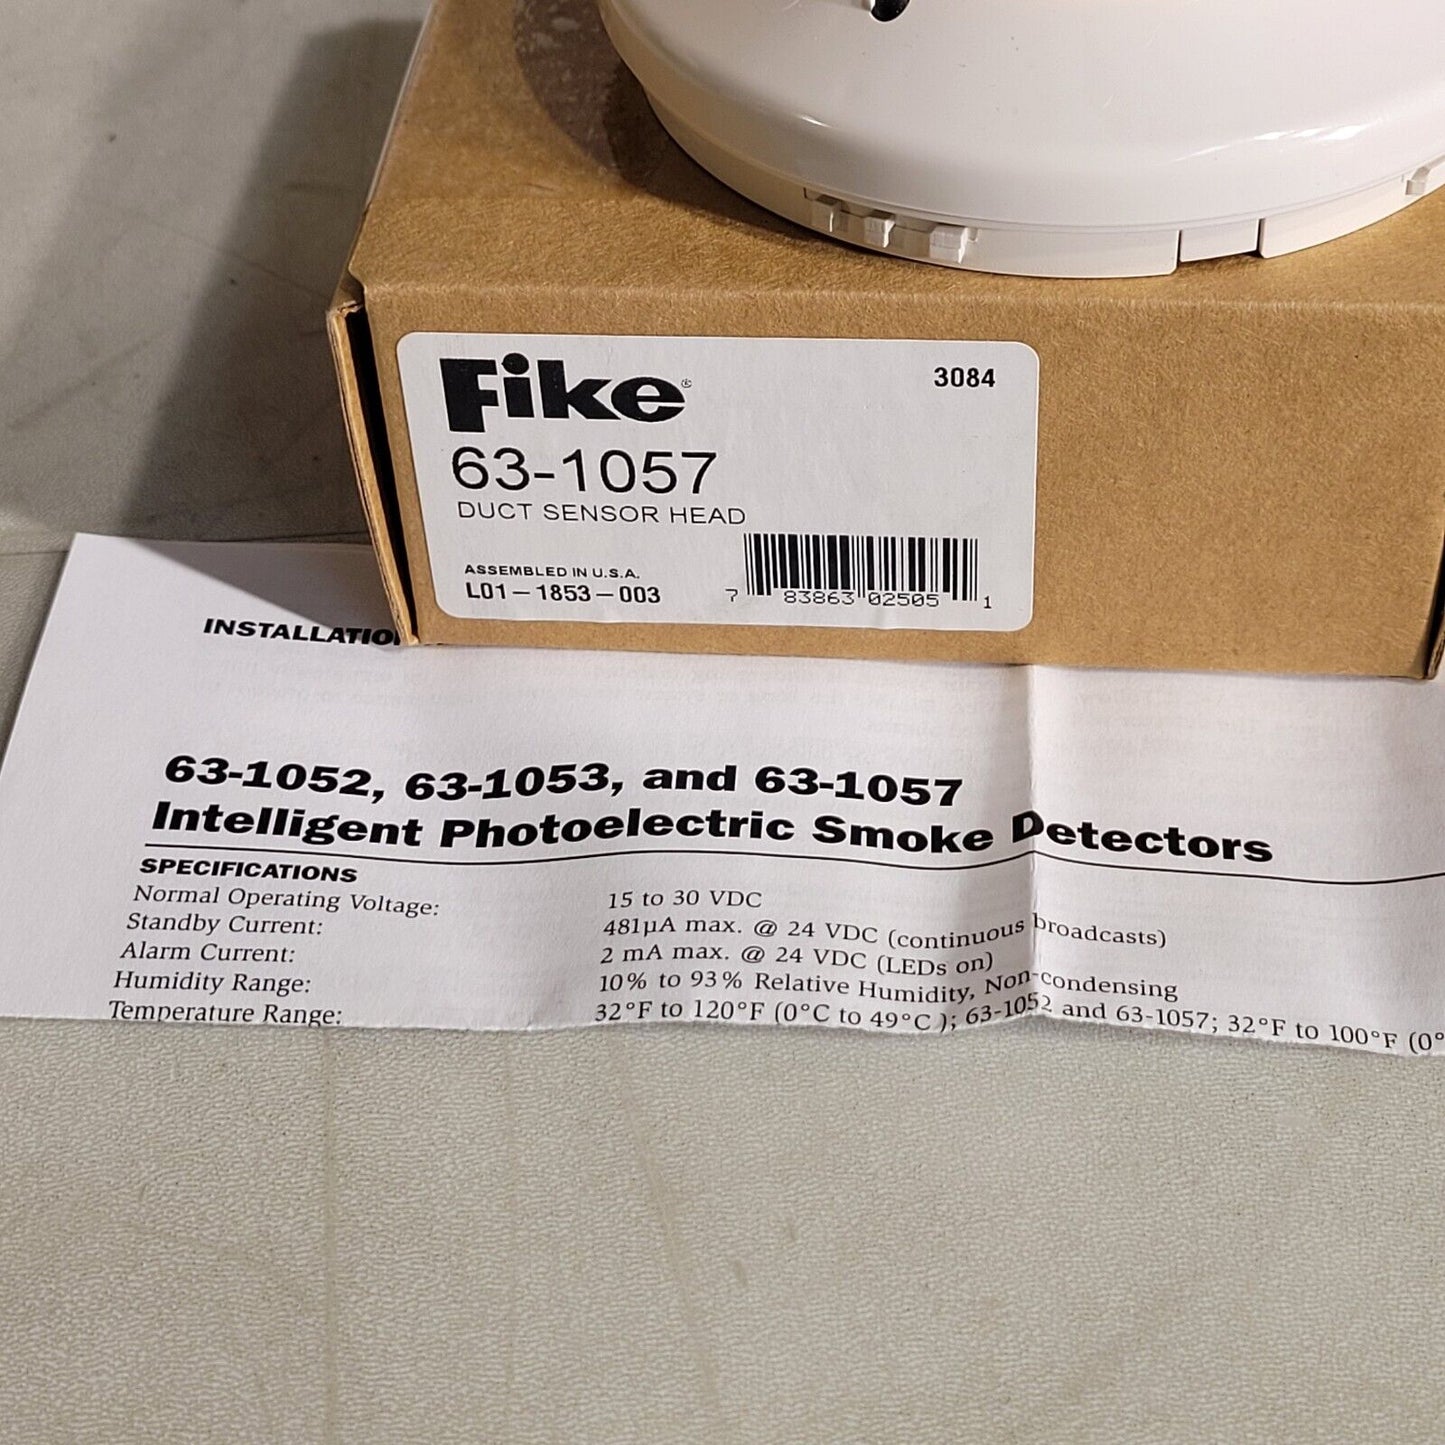 Fike®
3084
63-1057
DUCT SENSOR HEAD
ASSEMBLED IN U.S.A.
L01-1853-003
7 83863 02505 1
INSTALLATIO
63-1052, 63-1053, and 63-1057
Intelligent Photoelectric Smoke Detectors
SPECIFICATIONS
Normal Operating Voltage: 15 to 30 VDC
Standby Current: 481µA max. @ 24 VDC (continuous broadcasts)
Alarm Current: 2 mA max. @ 24 VDC (LEDs on)
Humidity Range: 10% to 93% Relative Humidity, Non-condensing
Temperature Range: 32°F to 120°F (0°C to 49°C ); 63-1052 and 63-1057; 32°F to 100°F (0°